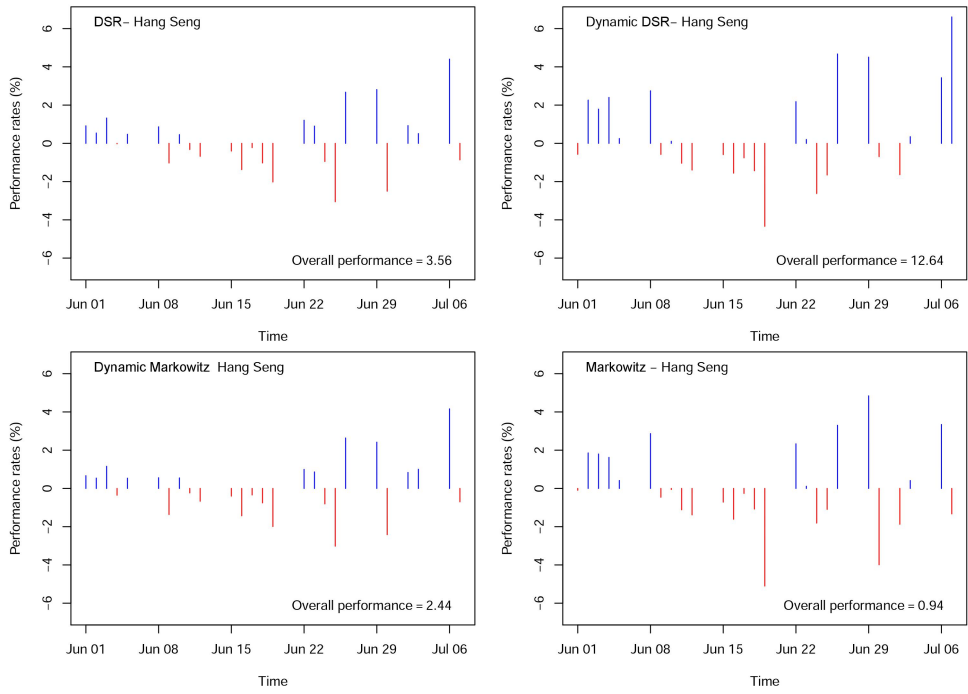 DSR– Hang Seng
Performance rates (%)
6
4
2
0
−2
−4
−6
Overall performance = 3.56
Jun 01 Jun 08 Jun 15 Jun 22 Jun 29 Jul 06
Time
Dynamic DSR– Hang Seng
Performance rates (%)
6
4
2
0
−2
−4
−6
Overall performance = 12.64
Jun 01 Jun 08 Jun 15 Jun 22 Jun 29 Jul 06
Time
Dynamic Markowitz Hang Seng
Performance rates (%)
6
4
2
0
−2
−4
−6
Overall performance = 2.44
Jun 01 Jun 08 Jun 15 Jun 22 Jun 29 Jul 06
Time
Markowitz – Hang Seng
Performance rates (%)
6
4
2
0
−2
−4
−6
Overall performance = 0.94
Jun 01 Jun 08 Jun 15 Jun 22 Jun 29 Jul 06
Time